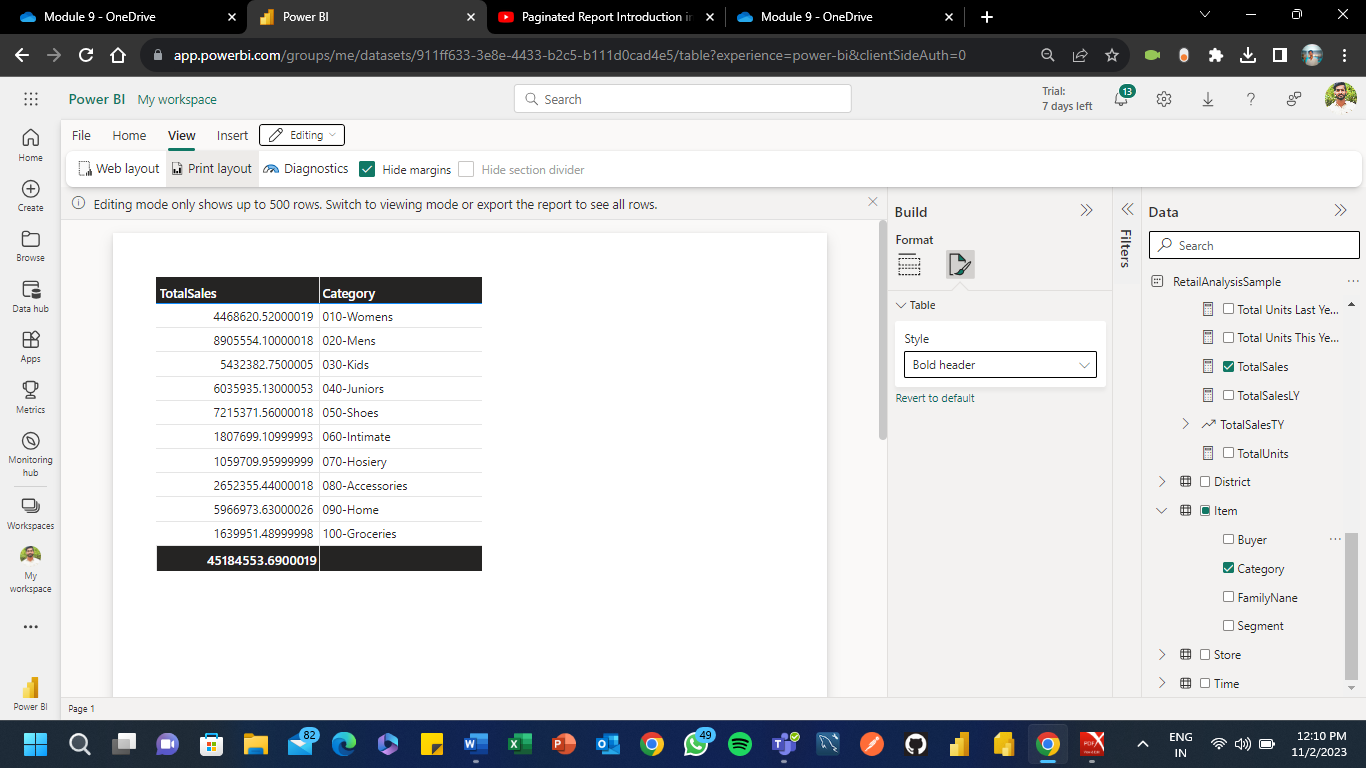 Module 9 - OneDrive
Power BI
Paginated Report Introduction in
Module 9 - OneDrive
app.powerbi.com/groups/me/datasets/911ff633-3e8e-4433-b2c5-b111d0cad4e5/table?experience=power-bi&clientSideAuth=0
Power BI My workspace
Search
Trial:
7 days left
13
File Home View Insert Editing
Web layout Print layout Diagnostics Hide margins Hide section divider
Editing mode only shows up to 500 rows. Switch to viewing mode or export the report to see all rows.
Home
Create
Browse
Data hub
Apps
Metrics
Monitoring
hub
Workspaces
My
workspace
Power BI
TotalSales Category
4468620.52000019 010-Womens
8905554.10000018 020-Mens
5432382.7500005 030-Kids
6035935.13000053 040-Juniors
7215371.56000018 050-Shoes
1807699.10999993 060-Intimate
1059709.95999999 070-Hosiery
2652355.44000018 080-Accessories
5966973.63000026 090-Home
1639951.48999998 100-Groceries
45184553.6900019
Page 1
Build
Format
Table
Style
Bold header
Revert to default
Filters
Data
Search
RetailAnalysisSample
Total Units Last Ye...
Total Units This Ye...
TotalSales
TotalSalesLY
TotalSalesTY
TotalUnits
District
Item
Buyer
Category
FamilyNane
Segment
Store
Time
82
49
ENG
IN
12:10 PM
11/2/2023